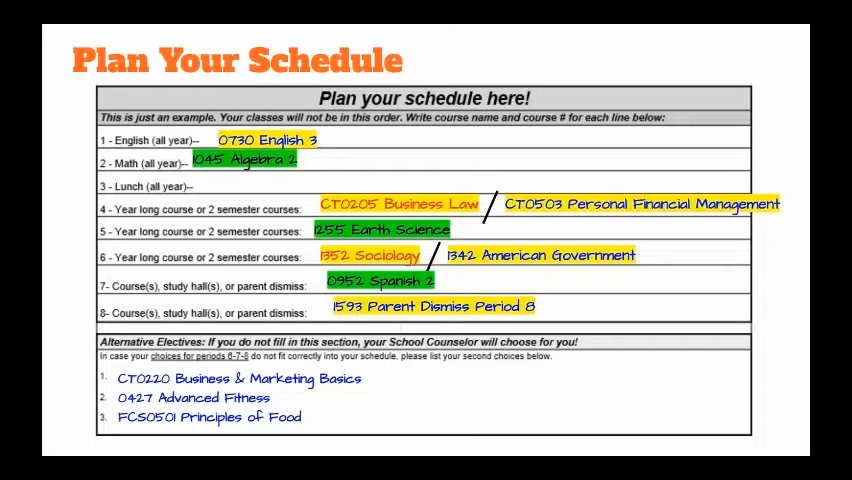 Plan Your Schedule
Plan your schedule here!
This is just an example. Your classes will not be in this order. Write course name and course # for each line below:
1 - English (all year)-- 0730 English 3
2 - Math (all year)-- 1045 Algebra 2
3 - Lunch (all year)--
4 - Year long course or 2 semester courses: CT0205 Business Law / CT0503 Personal Financial Management
5 - Year long course or 2 semester courses: 1255 Earth Science
6 - Year long course or 2 semester courses: 1352 Sociology / 1342 American Government
7- Course(s), study hall(s), or parent dismiss: 0952 Spanish 2
8- Course(s), study hall(s), or parent dismiss: 1593 Parent Dismiss Period 8
Alternative Electives: If you do not fill in this section, your School Counselor will choose for you!
In case your choices for periods 6-7-8 do not fit correctly into your schedule, please list your second choices below.
1. CT0220 Business & Marketing Basics
2. 0427 Advanced Fitness
3. FCS0501 Principles of Food